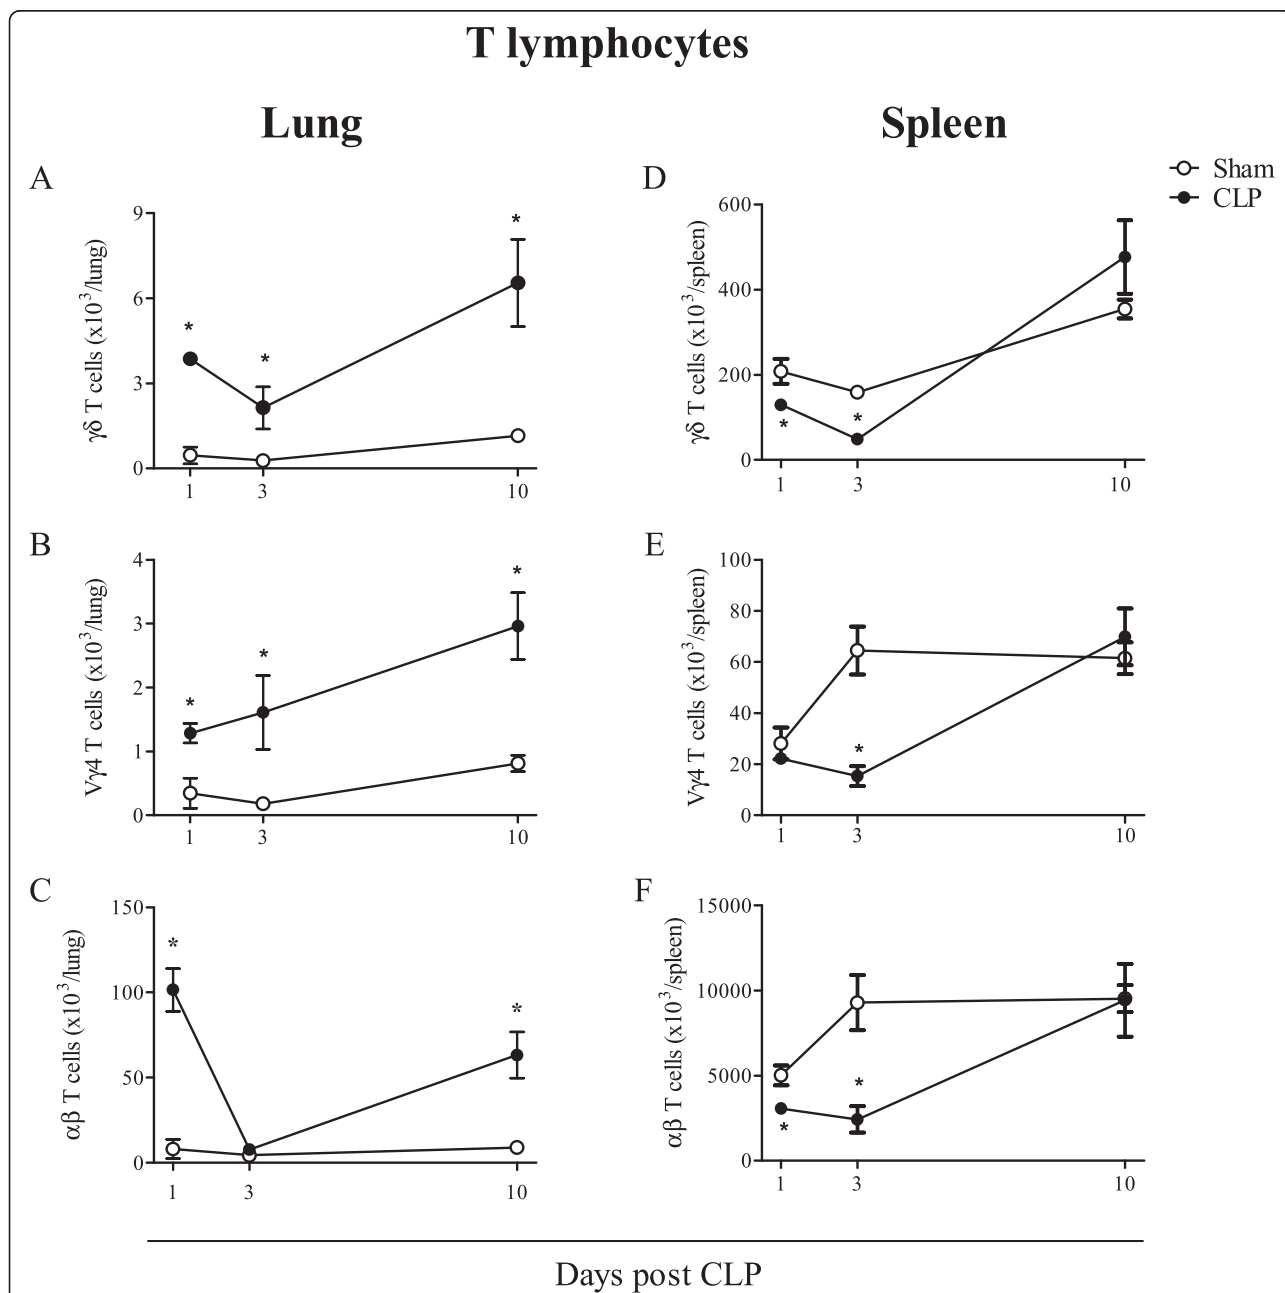 T lymphocytes
Lung
Spleen
Sham
CLP
A
γδ T cells (x10³/lung)
9
6
3
0
*
*
*
1 3 10
D
γδ T cells (x10³/spleen)
600
400
200
0
*
*
1 3 10
B
Vγ4 T cells (x10³/lung)
4
3
2
1
0
*
*
*
1 3 10
E
Vγ4 T cells (x10³/spleen)
100
80
60
40
20
0
*
1 3 10
C
αβ T cells (x10³/lung)
150
100
50
0
*
*
1 3 10
F
αβ T cells (x10³/spleen)
15000
10000
5000
0
*
*
1 3 10
Days post CLP